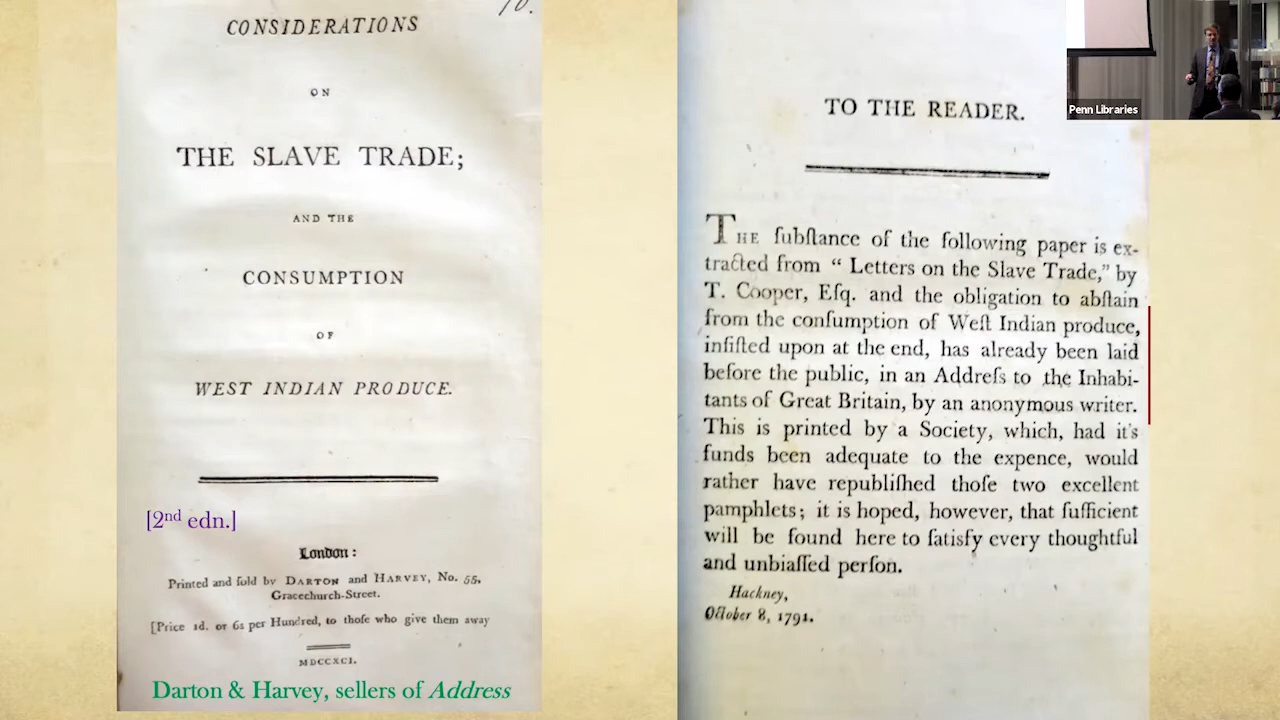 70.
CONSIDERATIONS
ON
THE SLAVE TRADE;
AND THE
CONSUMPTION
OF
WEST INDIAN PRODUCE.
[2nd edn.]
London:
Printed and ſold by DARTON and HARVEY, No. 55,
Gracechurch-Street.
[Price 1d. or 6s per Hundred, to thoſe who give them away
MDCCXCI.
Darton & Harvey, sellers of Address
TO THE READER.
THE ſubſtance of the following paper is ex-
tracted from “ Letters on the Slave Trade,” by
T. Cooper, Eſq. and the obligation to abſtain
from the conſumption of Weſt Indian produce,
inſiſted upon at the end, has already been laid
before the public, in an Addreſs to the Inhabi-
tants of Great Britain, by an anonymous writer.
This is printed by a Society, which, had it's
funds been adequate to the expence, would
rather have republiſhed thoſe two excellent
pamphlets; it is hoped, however, that ſufficient
will be found here to ſatisfy every thoughtful
and unbiaſſed perſon.
Hackney,
October 8, 1791.
Penn Libraries